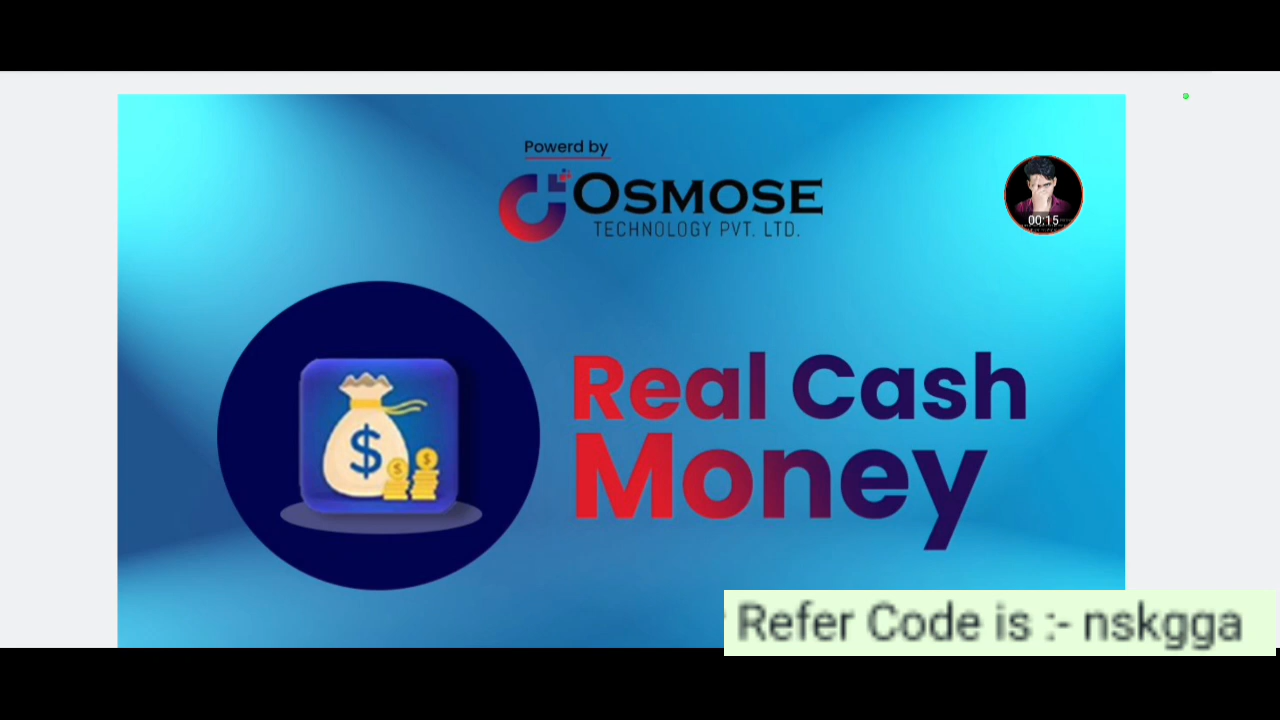 Powerd by
OSMOSE
TECHNOLOGY PVT. LTD.
00:15
Real Cash
Money
Refer Code is :- nskgga